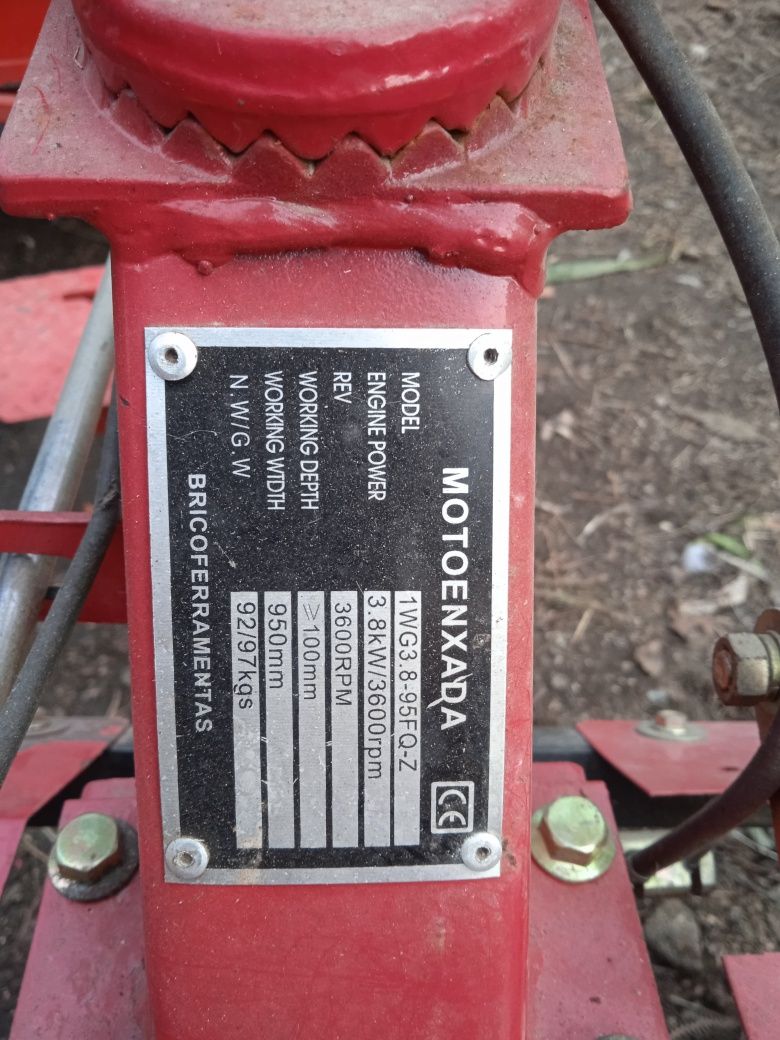 MOTOENXADA CE
MODEL 1WG3.8-95FQ-Z
ENGINE POWER 3.8kW/3600rpm
REV 3600RPM
WORKING DEPTH ≥100mm
WORKING WIDTH 950mm
N.W/G.W 92/97kgs
BRICOFERRAMENTAS